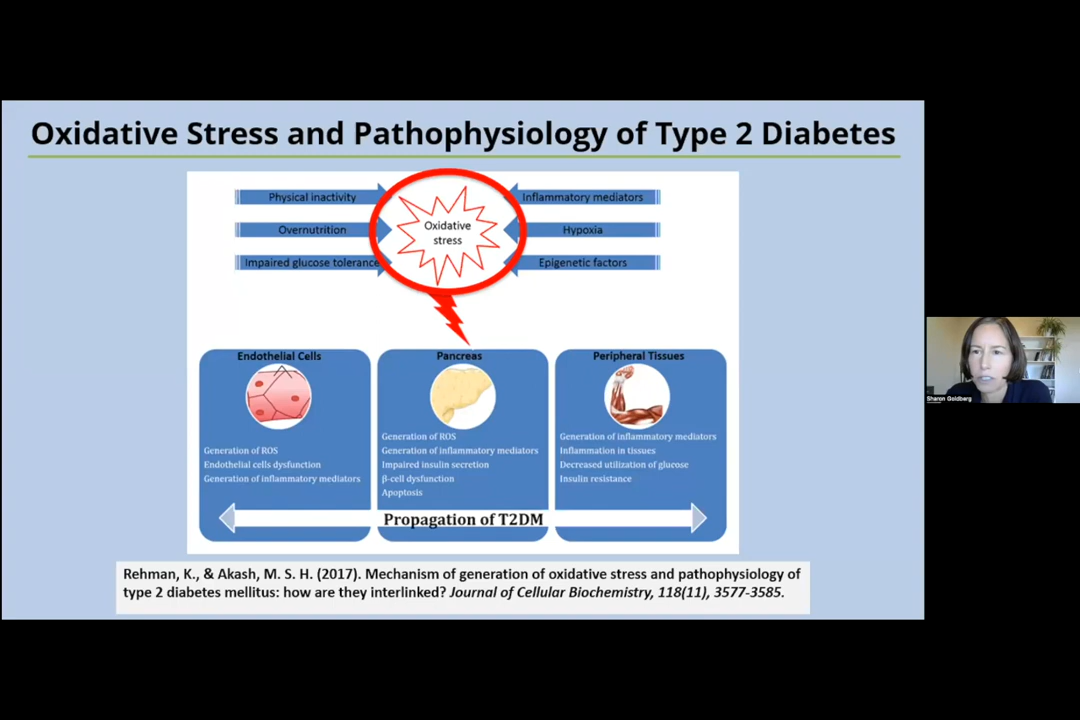 Oxidative Stress and Pathophysiology of Type 2 Diabetes
Physical inactivity
Overnutrition
Impaired glucose tolerance
Oxidative
stress
Inflammatory mediators
Hypoxia
Epigenetic factors
Endothelial Cells
Generation of ROS
Endothelial cells dysfunction
Generation of inflammatory mediators
Pancreas
Generation of ROS
Generation of inflammatory mediators
Impaired insulin secretion
β-cell dysfunction
Apoptosis
Peripheral Tissues
Generation of inflammatory mediators
Inflammation in tissues
Decreased utilization of glucose
Insulin resistance
Propagation of T2DM
Rehman, K., & Akash, M. S. H. (2017). Mechanism of generation of oxidative stress and pathophysiology of
type 2 diabetes mellitus: how are they interlinked? Journal of Cellular Biochemistry, 118(11), 3577-3585.
Sharon Goldberg